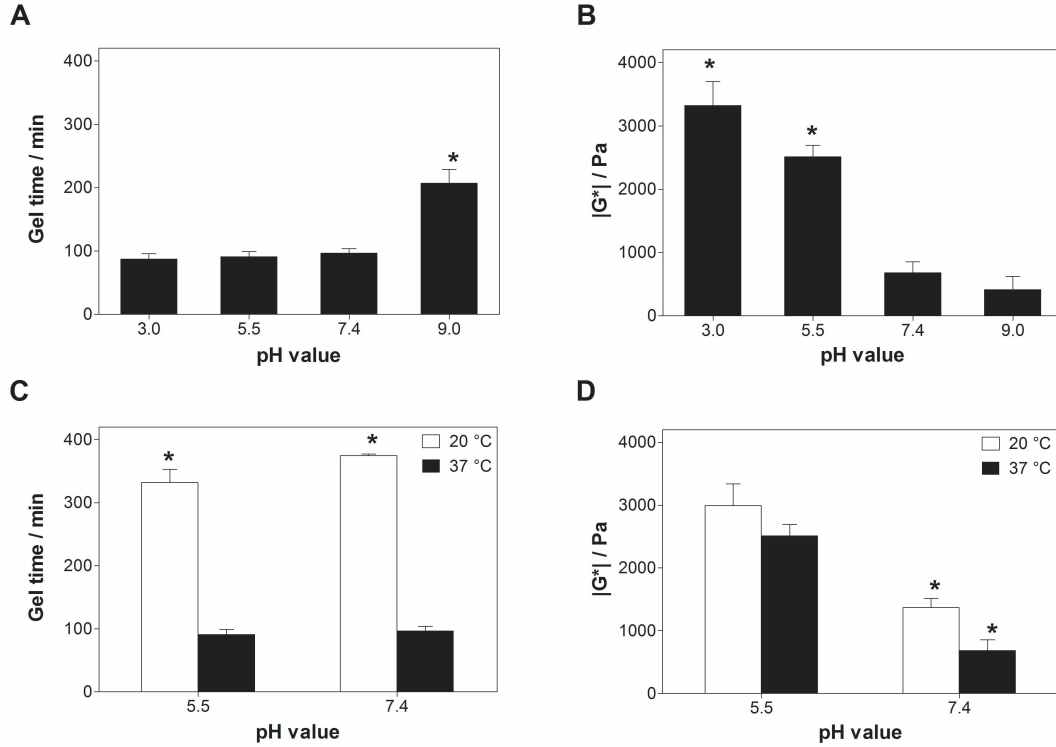 A
400
300
200
100
0
Gel time / min
*
3.0 5.5 7.4 9.0
pH value
B
4000
3000
2000
1000
0
|G*| / Pa
*
*
3.0 5.5 7.4 9.0
pH value
C
400
300
200
100
0
Gel time / min
*
*
20 °C
37 °C
5.5 7.4
pH value
D
4000
3000
2000
1000
0
|G*| / Pa
*
*
20 °C
37 °C
5.5 7.4
pH value